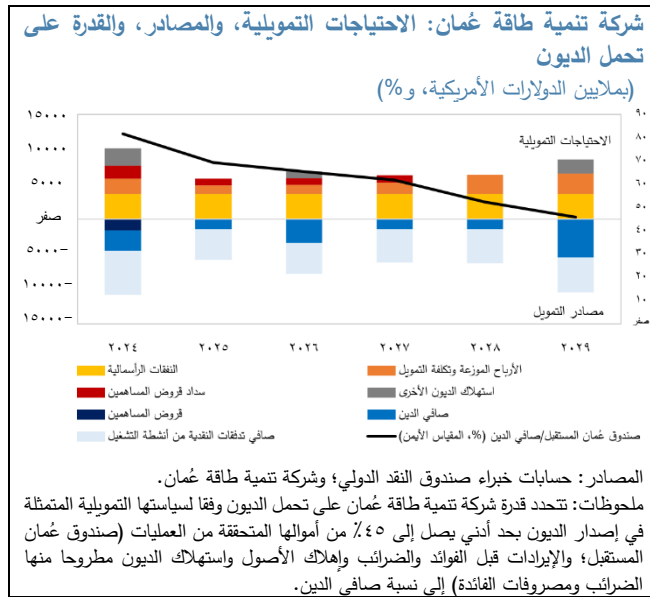 شركة تنمية طاقة عُمان: الاحتياجات التمويلية، والمصادر، والقدرة على
تحمل الديون
(بملايين الدولارات الأمريكية، و%)
١٥٠٠٠
١٠٠٠٠
٥٠٠٠
صفر
٥٠٠٠−
١٠٠٠٠−
١٥٠٠٠−
٩٠
٨٠
٧٠
٦٠
٥٠
٤٠
٣٠
٢٠
١٠
صفر
الاحتياجات التمويلية
مصادر التمويل
٢٠٢٤ ٢٠٢٥ ٢٠٢٦ ٢٠٢٧ ٢٠٢٨ ٢٠٢٩
الأرباح الموزعة وتكلفة التمويل
النفقات الرأسمالية
استهلاك الديون الأخرى
سداد قروض المساهمين
صافي الدين
قروض المساهمين
صندوق عُمان المستقبل/صافي الدين (%، المقياس الأيمن)
صافي تدفقات النقدية من أنشطة التشغيل
المصادر: حسابات خبراء صندوق النقد الدولي؛ وشركة تنمية طاقة عُمان.
ملحوظات: تتحدد قدرة شركة تنمية طاقة عُمان على تحمل الديون وفقا لسياستها التمويلية المتمثلة
في إصدار الديون بحد أدني يصل إلى ٤٥٪ من أموالها المتحققة من العمليات (صندوق عُمان
المستقبل؛ والإيرادات قبل الفوائد والضرائب وإهلاك الأصول واستهلاك الديون مطروحا منها
الضرائب ومصروفات الفائدة) إلى نسبة صافي الدين.